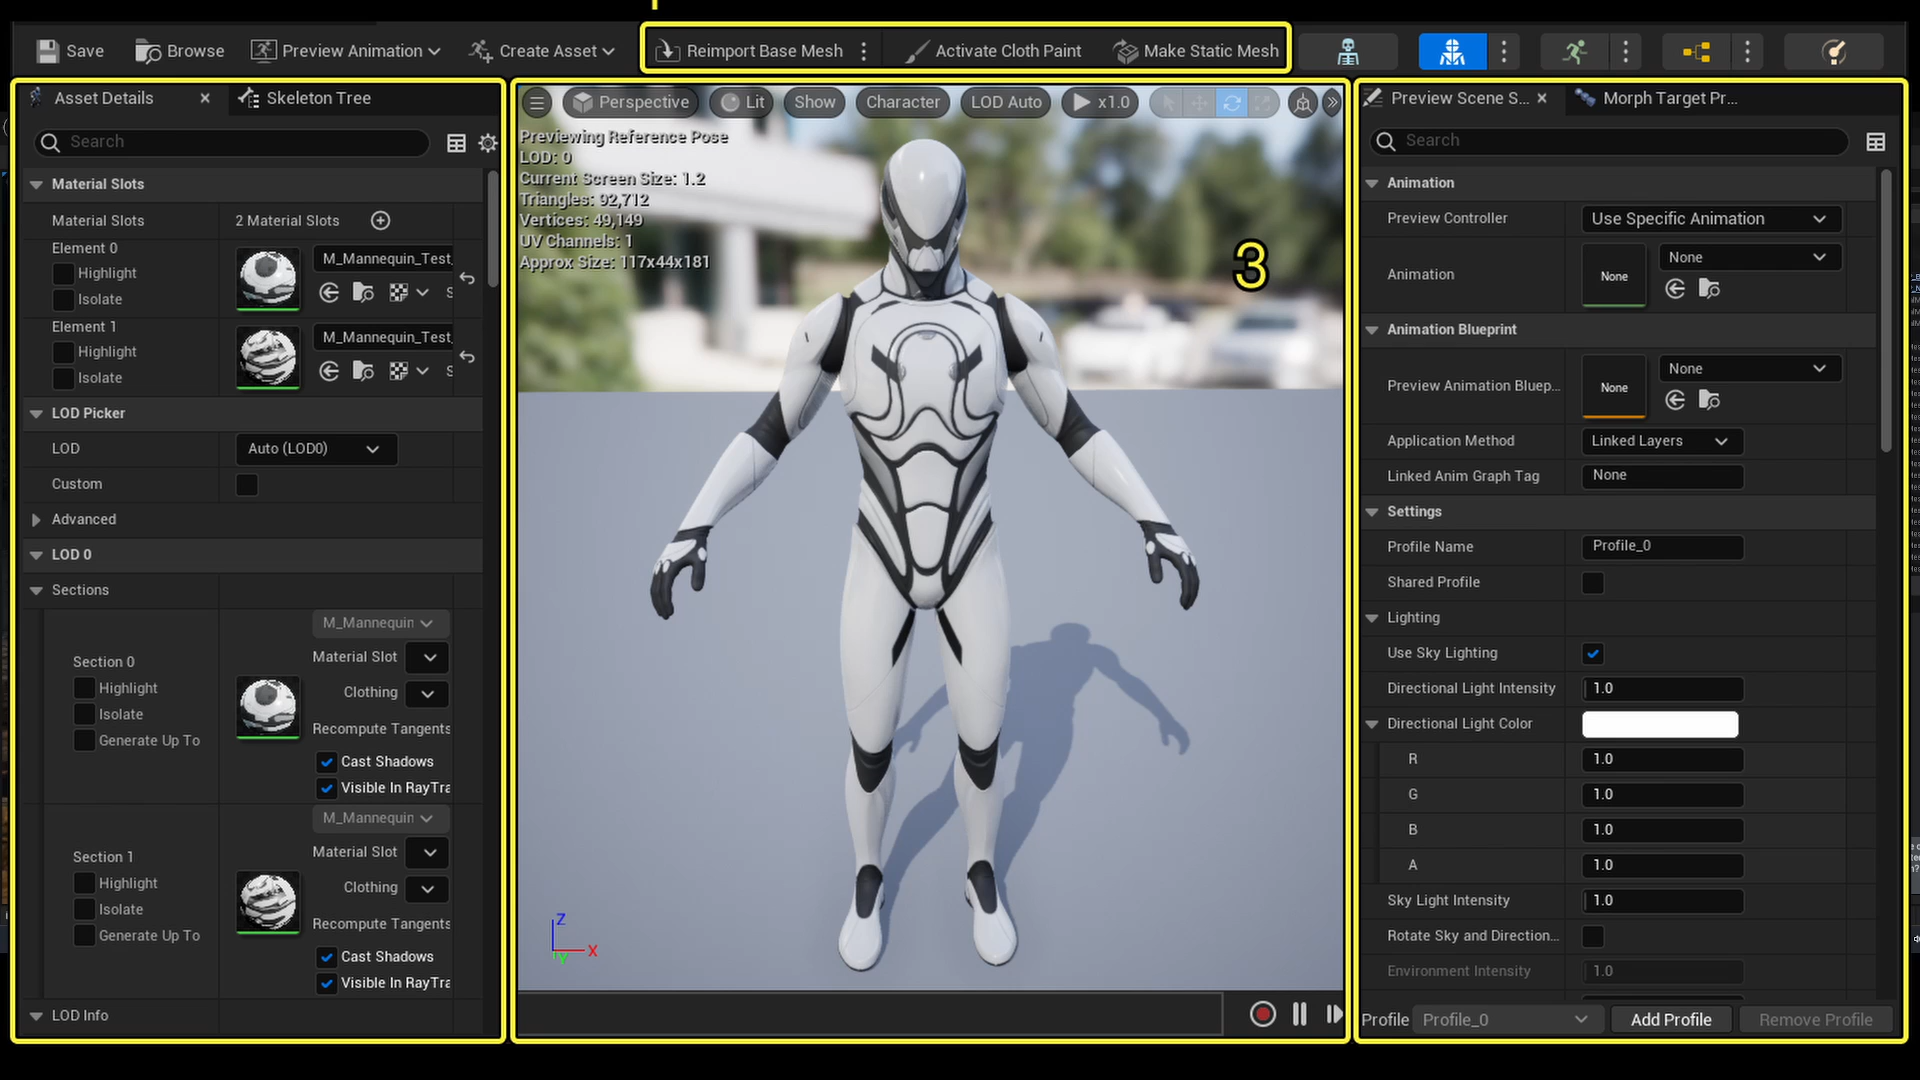 Save
Browse
Preview Animation
Create Asset
Reimport Base Mesh
Activate Cloth Paint
Make Static Mesh
Asset Details
Skeleton Tree
Search
Material Slots
Material Slots
2 Material Slots
Element 0
Highlight
Isolate
M_Mannequin_Test_
Element 1
Highlight
Isolate
M_Mannequin_Test_
LOD Picker
LOD
Auto (LOD0)
Custom
Advanced
LOD 0
Sections
Section 0
Highlight
Isolate
Generate Up To
M_Mannequin
Material Slot
Clothing
Recompute Tangents
Cast Shadows
Visible In RayTra
Section 1
Highlight
Isolate
Generate Up To
M_Mannequin
Material Slot
Clothing
Recompute Tangents
Cast Shadows
Visible In RayTra
LOD Info
Perspective
Lit
Show
Character
LOD Auto
x1.0
Previewing Reference Pose
LOD: 0
Current Screen Size: 1.2
Triangles: 92,712
Vertices: 49,149
UV Channels: 1
Approx Size: 117x44x181
3
Z
X
Y
Preview Scene S...
Morph Target Pr...
Search
Animation
Preview Controller
Use Specific Animation
Animation
None
None
Animation Blueprint
Preview Animation Bluep...
None
None
Application Method
Linked Layers
Linked Anim Graph Tag
None
Settings
Profile Name
Profile_0
Shared Profile
Lighting
Use Sky Lighting
Directional Light Intensity
1.0
Directional Light Color
R
1.0
G
1.0
B
1.0
A
1.0
Sky Light Intensity
1.0
Rotate Sky and Direction...
Environment Intensity
1.0
Profile
Profile_0
Add Profile
Remove Profile